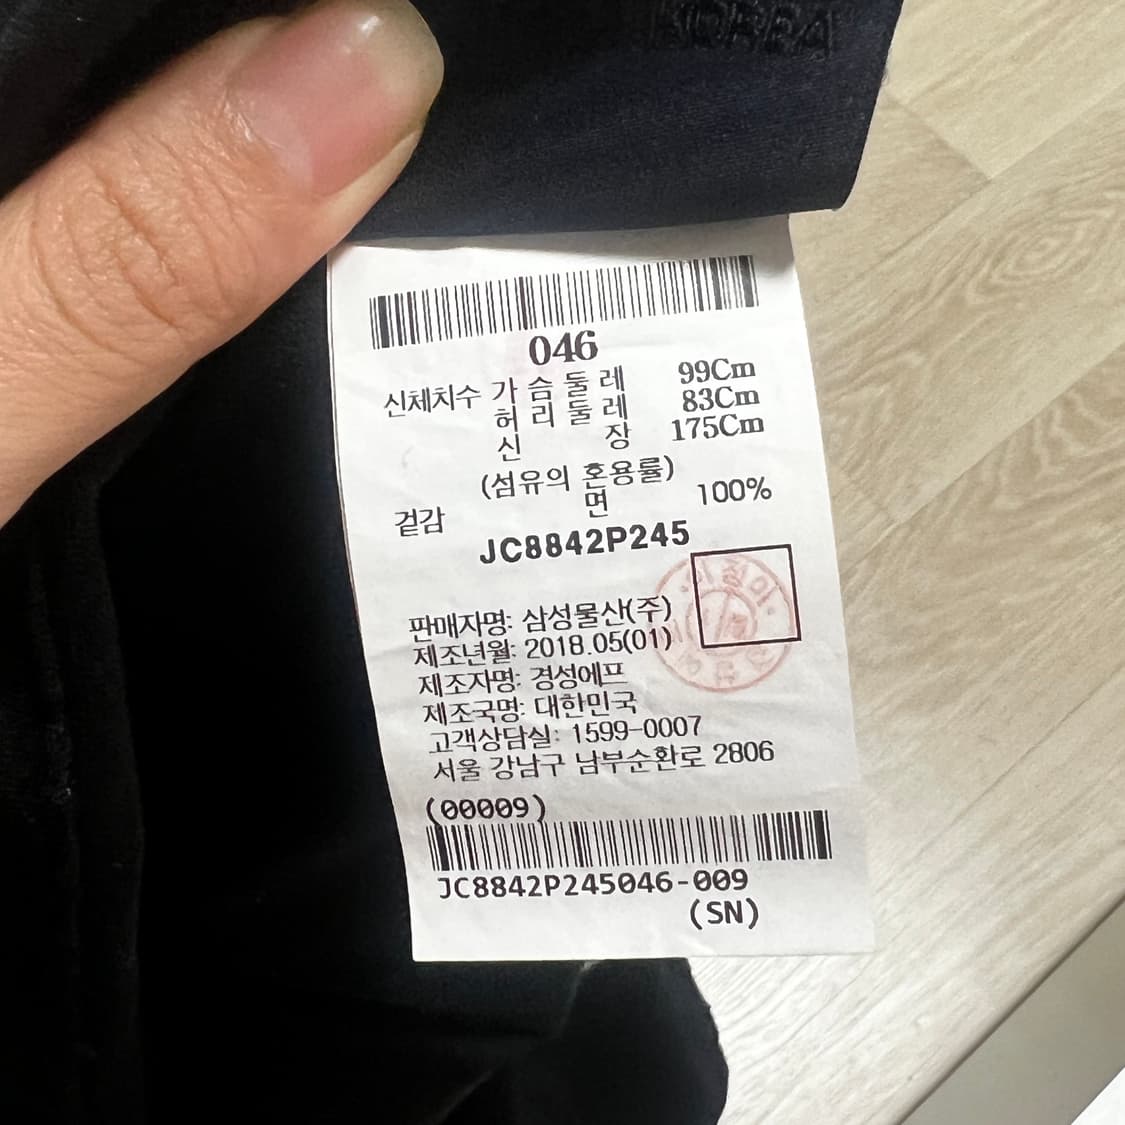 KOREA
046
신체치수 가슴둘레 99Cm
허리둘레 83Cm
신장 175Cm
(섬유의 혼용률)
겉감 면 100%
JC8842P245
판매자명: 삼성물산(주)
제조년월: 2018.05(01)
제조자명: 경성에프
제조국명: 대한민국
고객상담실: 1599-0007
서울 강남구 남부순환로 2806
(00009)
JC8842P245046-009
(SN)